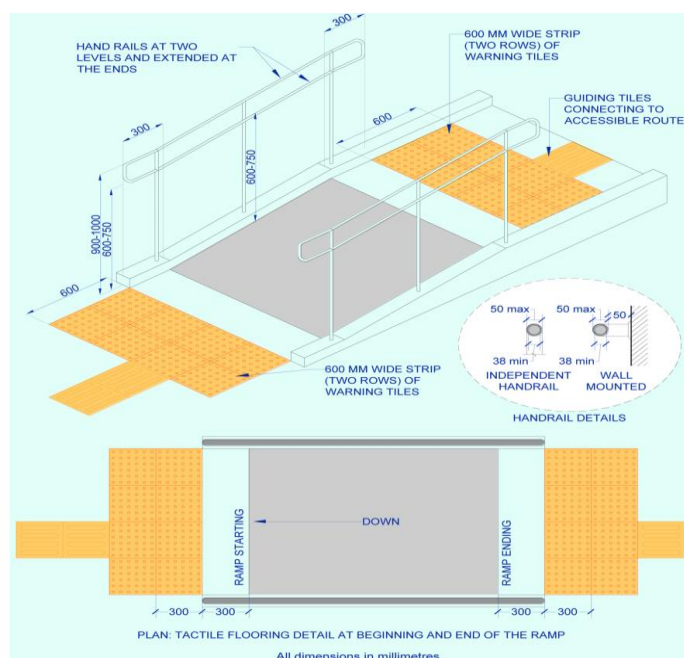 300
HAND RAILS AT TWO
LEVELS AND EXTENDED AT
THE ENDS
600 MM WIDE STRIP
(TWO ROWS) OF
WARNING TILES
GUIDING TILES
CONNECTING TO
ACCESSIBLE ROUTE
300
600
600-750
900-1000
600-750
600
50 max
50 max
50
38 min
38 min
INDEPENDENT
HANDRAIL
WALL
MOUNTED
HANDRAIL DETAILS
600 MM WIDE STRIP
(TWO ROWS) OF
WARNING TILES
RAMP STARTING
DOWN
RAMP ENDING
300
300
300
300
PLAN: TACTILE FLOORING DETAIL AT BEGINNING AND END OF THE RAMP
All dimensions in millimetres